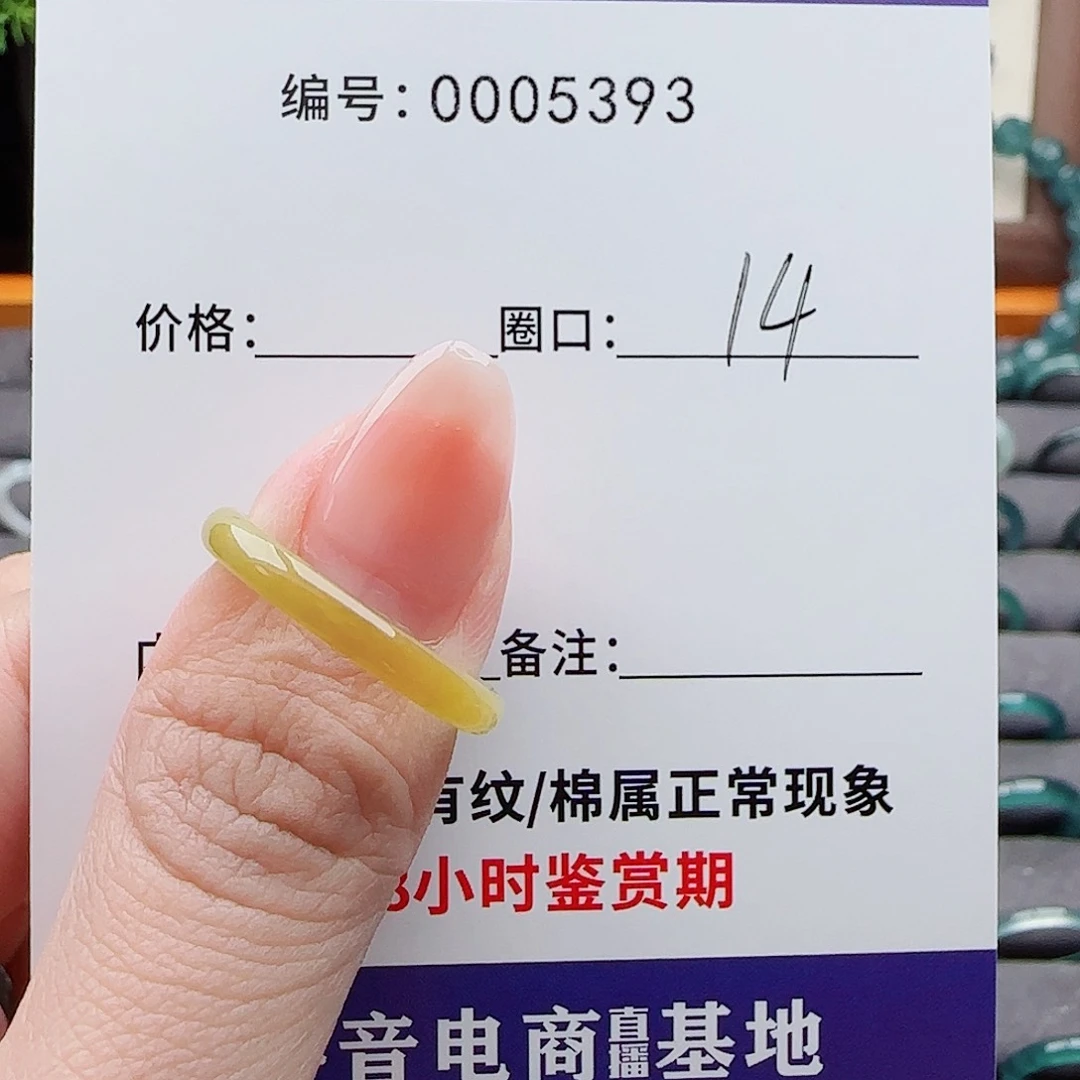 编号：0005393
价格： 圈口：14
备注：
有纹/棉属正常现象
8小时鉴赏期
音电商直播基地